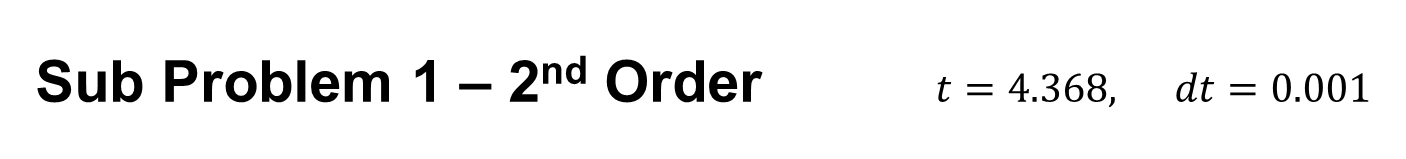 Sub Problem 1 – 2nd Order t = 4.368, dt = 0.001